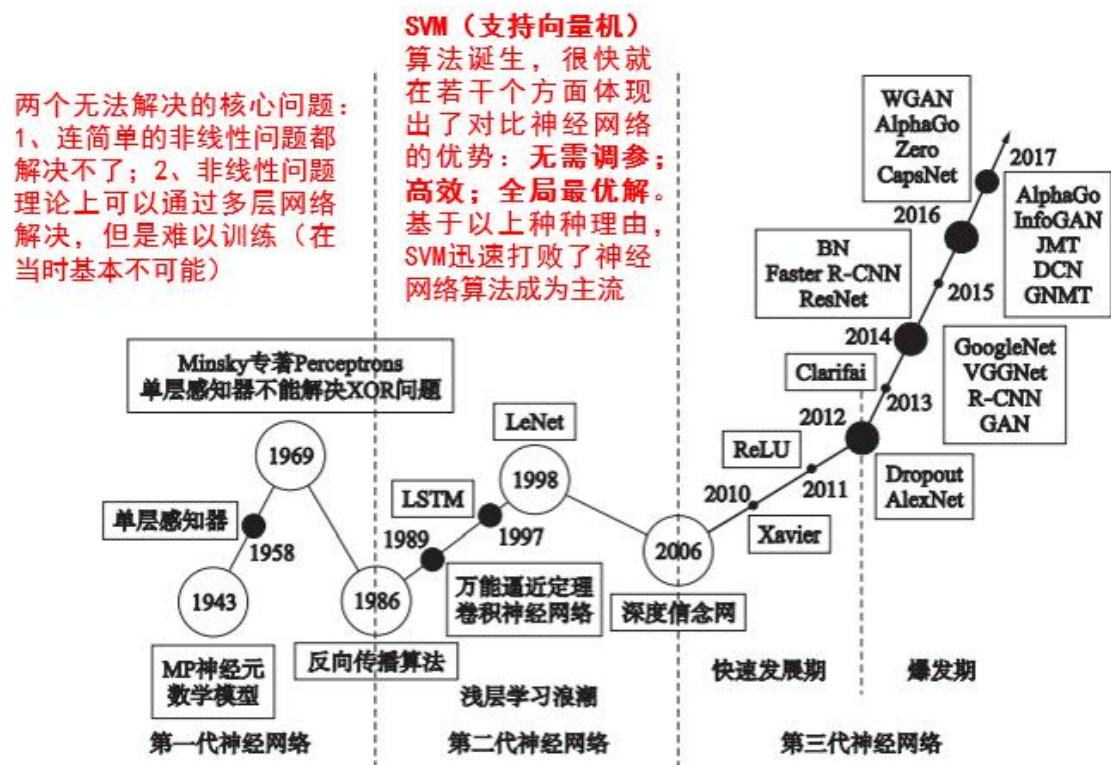 SVM（支持向量机）
算法诞生，很快就
在若干个方面体现
出了对比神经网络
的优势：无需调参；
高效；全局最优解。
基于以上种种理由，
SVM迅速打败了神经
网络算法成为主流
两个无法解决的核心问题：
1、连简单的非线性问题都
解决不了；2、非线性问题
理论上可以通过多层网络
解决，但是难以训练（在
当时基本不可能）
Minsky专著Perceptrons
单层感知器不能解决XOR问题
1969
单层感知器
1958
1943
MP神经元
数学模型
1986
反向传播算法
LeNet
1998
LSTM
1997
1989
万能逼近定理
卷积神经网络
2006
深度信念网
2010
Xavier
ReLU
2011
2012
Dropout
AlexNet
Clarifai
2013
2014
GoogleNet
VGGNet
R-CNN
GAN
BN
Faster R-CNN
ResNet
2015
2016
AlphaGo
InfoGAN
JMT
DCN
GNMT
WGAN
AlphaGo
Zero
CapsNet
2017
浅层学习浪潮
快速发展期
爆发期
第一代神经网络
第二代神经网络
第三代神经网络